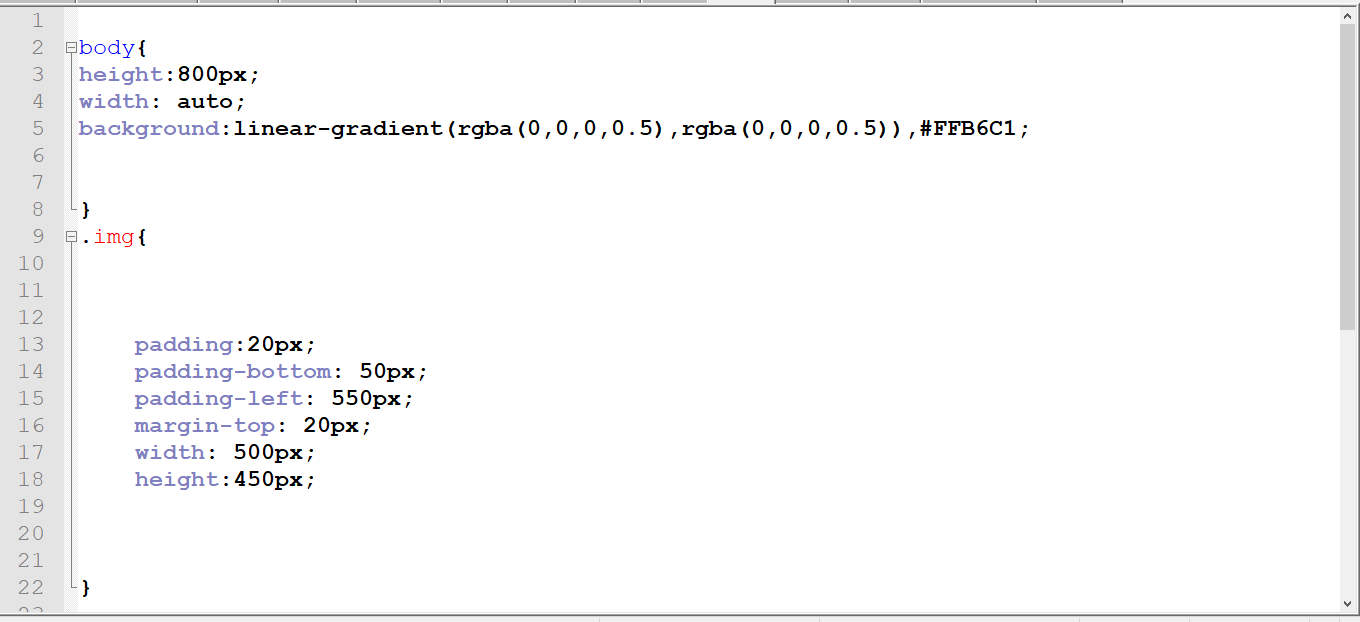 1
2 body{
3 height:800px;
4 width: auto;
5 background:linear-gradient(rgba(0,0,0,0.5),rgba(0,0,0,0.5)),#FFB6C1;
6
7
8 }
9 .img{
10
11
12
13 padding:20px;
14 padding-bottom: 50px;
15 padding-left: 550px;
16 margin-top: 20px;
17 width: 500px;
18 height:450px;
19
20
21
22 }